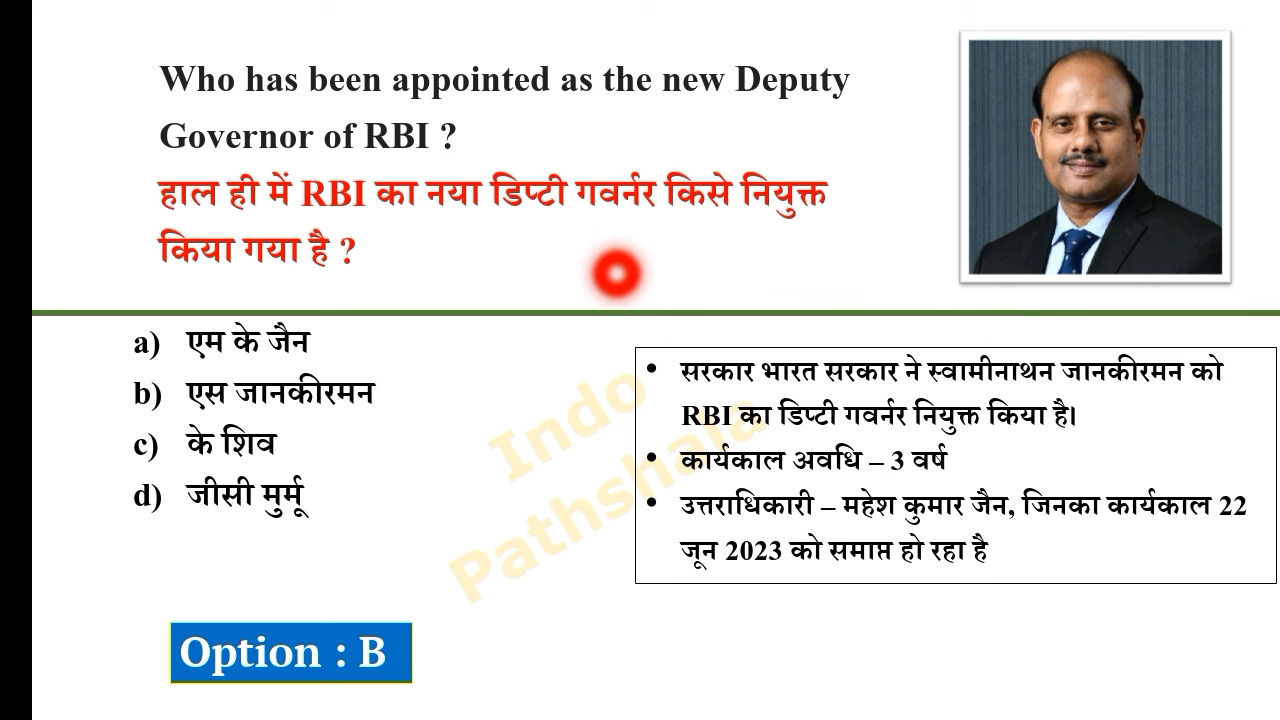 Who has been appointed as the new Deputy
Governor of RBI ?
हाल ही में RBI का नया डिप्टी गवर्नर किसे नियुक्त
किया गया है ?
a) एम के जैन
b) एस जानकीरमन
c) के शिव
d) जीसी मुर्मू
• सरकार भारत सरकार ने स्वामीनाथन जानकीरमन को
RBI का डिप्टी गवर्नर नियुक्त किया है।
• कार्यकाल अवधि – 3 वर्ष
• उत्तराधिकारी – महेश कुमार जैन, जिनका कार्यकाल 22
जून 2023 को समाप्त हो रहा है
Indo
Pathshala
Option : B